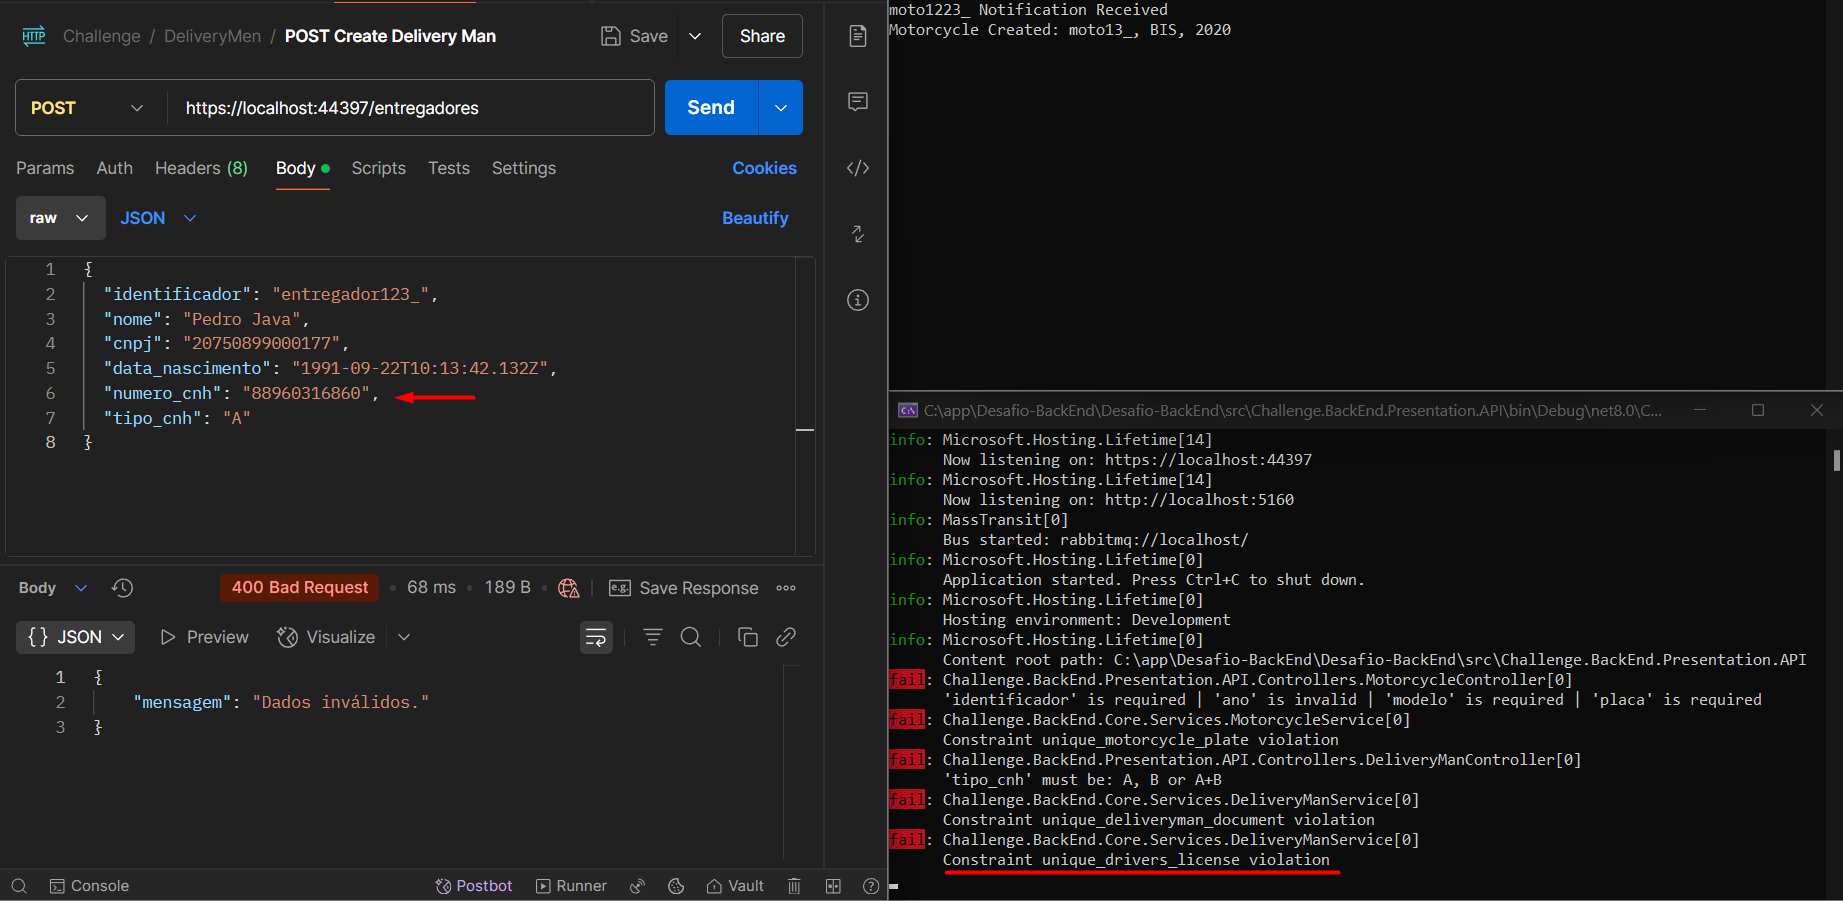 HTTP Challenge / DeliveryMen / POST Create Delivery Man Save Share
POST https://localhost:44397/entregadores Send
Params Auth Headers (8) Body Scripts Tests Settings Cookies
raw JSON Beautify
1 {
2 "identificador": "entregador123_",
3 "nome": "Pedro Java",
4 "cnpj": "20750899000177",
5 "data_nascimento": "1991-09-22T10:13:42.132Z",
6 "numero_cnh": "88960316860",
7 "tipo_cnh": "A"
8 }
Body 400 Bad Request • 68 ms • 189 B • e.g. Save Response
{} JSON Preview Visualize
1 {
2 "mensagem": "Dados inválidos."
3 }
Console Postbot Runner Vault
moto1223_ Notification Received
Motorcycle Created: moto13_, BIS, 2020
C:\app\Desafio-BackEnd\Desafio-BackEnd\src\Challenge.BackEnd.Presentation.API\bin\Debug\net8.0\C...
info: Microsoft.Hosting.Lifetime[14]
Now listening on: https://localhost:44397
info: Microsoft.Hosting.Lifetime[14]
Now listening on: http://localhost:5160
info: MassTransit[0]
Bus started: rabbitmq://localhost/
info: Microsoft.Hosting.Lifetime[0]
Application started. Press Ctrl+C to shut down.
info: Microsoft.Hosting.Lifetime[0]
Hosting environment: Development
info: Microsoft.Hosting.Lifetime[0]
Content root path: C:\app\Desafio-BackEnd\Desafio-BackEnd\src\Challenge.BackEnd.Presentation.API
fail: Challenge.BackEnd.Presentation.API.Controllers.MotorcycleController[0]
'identificador' is required | 'ano' is invalid | 'modelo' is required | 'placa' is required
fail: Challenge.BackEnd.Core.Services.MotorcycleService[0]
Constraint unique_motorcycle_plate violation
fail: Challenge.BackEnd.Presentation.API.Controllers.DeliveryManController[0]
'tipo_cnh' must be: A, B or A+B
fail: Challenge.BackEnd.Core.Services.DeliveryManService[0]
Constraint unique_deliveryman_document violation
fail: Challenge.BackEnd.Core.Services.DeliveryManService[0]
Constraint unique_drivers_license violation